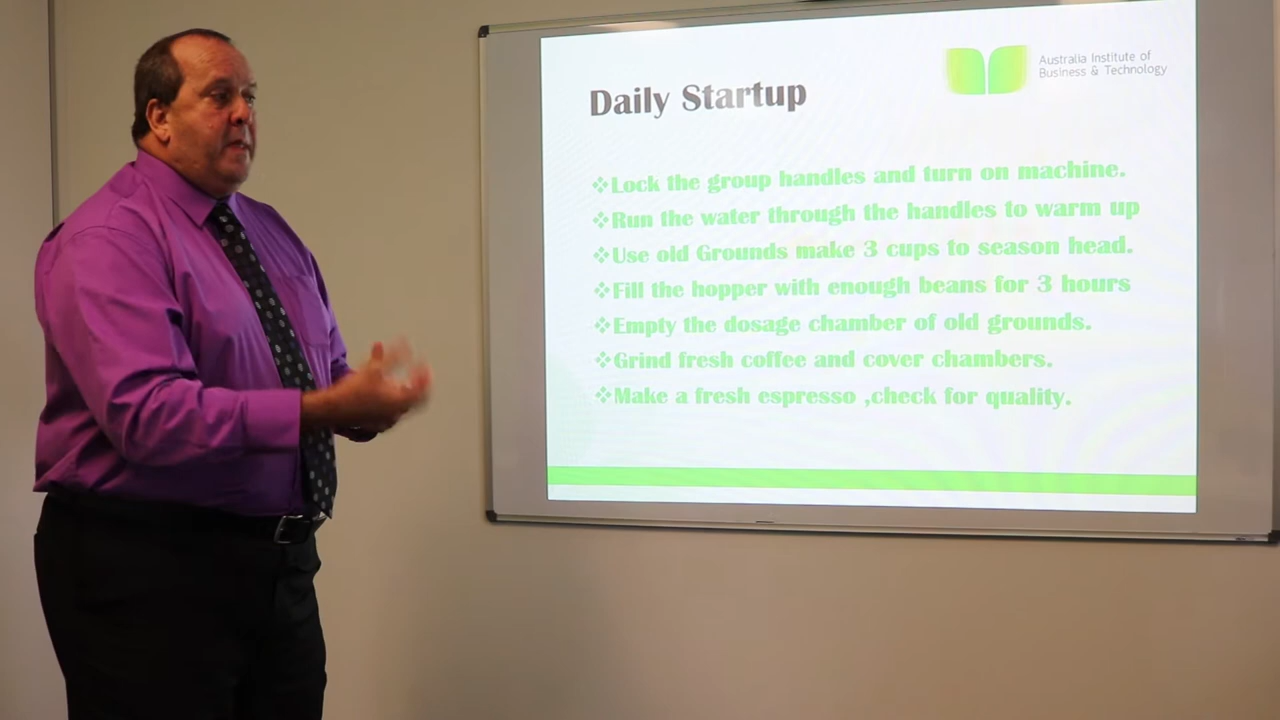 Australia Institute of
Business & Technology
Daily Startup
❖Lock the group handles and turn on machine.
❖Run the water through the handles to warm up
❖Use old Grounds make 3 cups to season head.
❖Fill the hopper with enough beans for 3 hours
❖Empty the dosage chamber of old grounds.
❖Grind fresh coffee and cover chambers.
❖Make a fresh espresso ,check for quality.